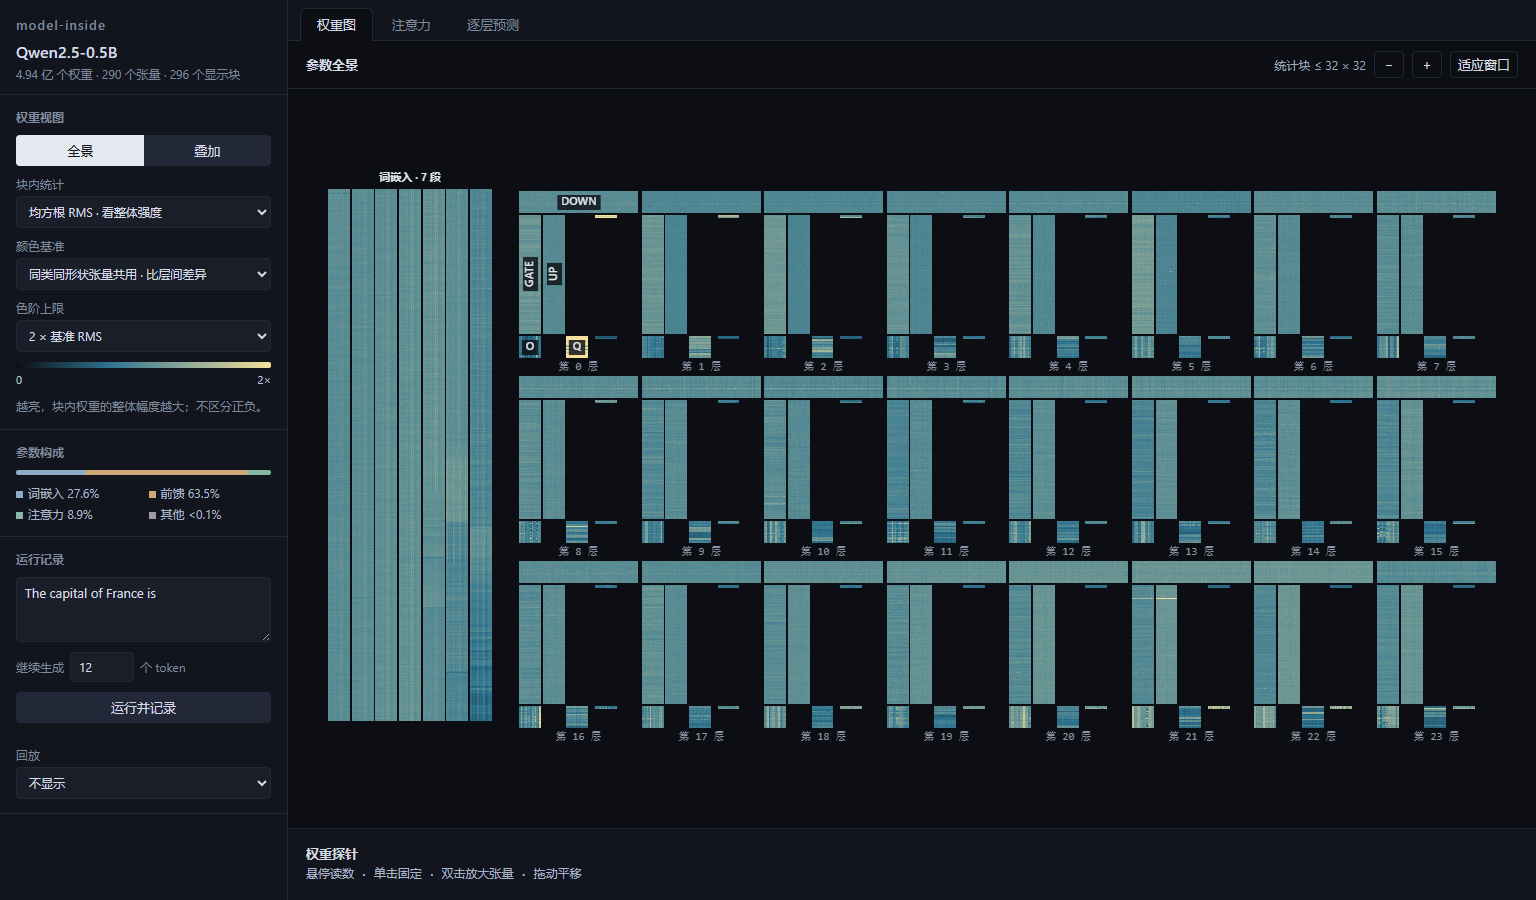 model-inside
Qwen2.5-0.5B
4.94 亿 个权重 · 290 个张量 · 296 个显示块
权重视图
全景
叠加
块内统计
均方根 RMS · 看整体强度
颜色基准
同类同形状张量共用 · 比层间差异
色阶上限
2 × 基准 RMS
0
2×
越亮，块内权重的整体幅度越大；不区分正负。
参数构成
词嵌入 27.6%
前馈 63.5%
注意力 8.9%
其他 <0.1%
运行记录
The capital of France is
继续生成 12 个 token
运行并记录
回放
不显示
权重图
注意力
逐层预测
参数全景
统计块 ≤ 32 × 32
−
+
适应窗口
词嵌入 · 7 段
DOWN
GATE
UP
O
Q
第 0 层
第 1 层
第 2 层
第 3 层
第 4 层
第 5 层
第 6 层
第 7 层
第 8 层
第 9 层
第 10 层
第 11 层
第 12 层
第 13 层
第 14 层
第 15 层
第 16 层
第 17 层
第 18 层
第 19 层
第 20 层
第 21 层
第 22 层
第 23 层
权重探针
悬停读数 · 单击固定 · 双击放大张量 · 拖动平移